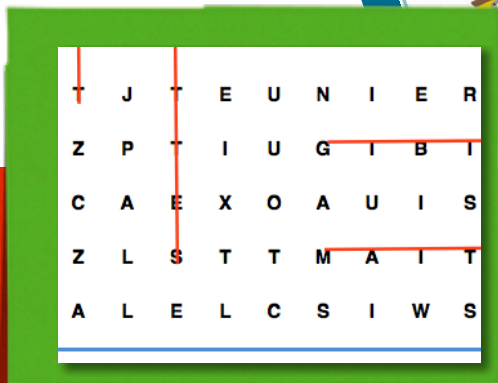 T J T E U N I E R
Z P T I U G I B I
C A E X O A U I S
Z L S T T M A I T
A L E L C S I W S